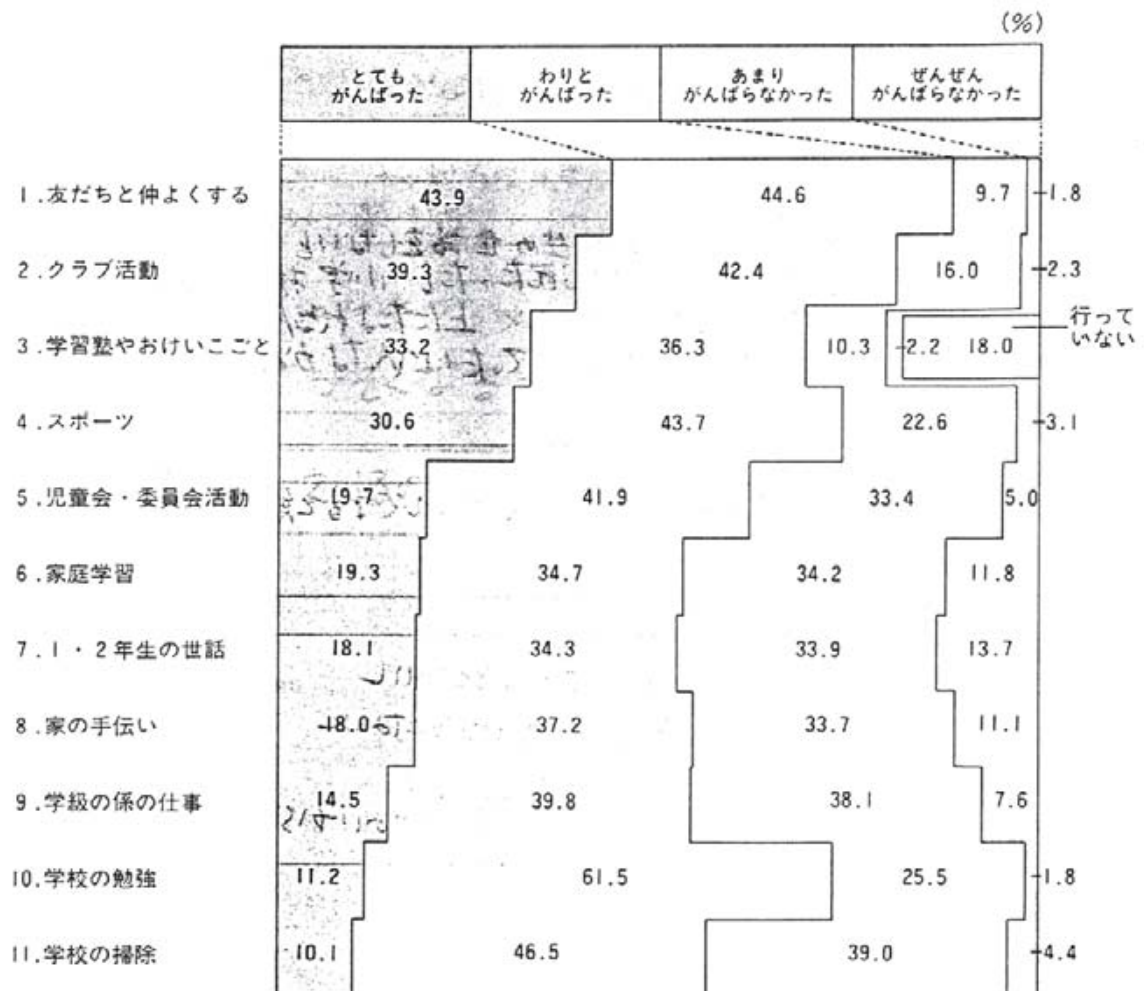 (%)
とても
がんばった
わりと
がんばった
あまり
がんばらなかった
ぜんぜん
がんばらなかった
1.友だちと仲よくする 43.9 44.6 9.7 1.8
2.クラブ活動 39.3 42.4 16.0 2.3
3.学習塾やおけいこごと 33.2 36.3 10.3 2.2 18.0
行って
いない
4.スポーツ 30.6 43.7 22.6 3.1
5.児童会・委員会活動 19.7 41.9 33.4 5.0
6.家庭学習 19.3 34.7 34.2 11.8
7.1・2年生の世話 18.1 34.3 33.9 13.7
8.家の手伝い 18.0 37.2 33.7 11.1
9.学級の係の仕事 14.5 39.8 38.1 7.6
10.学校の勉強 11.2 61.5 25.5 1.8
11.学校の掃除 10.1 46.5 39.0 4.4